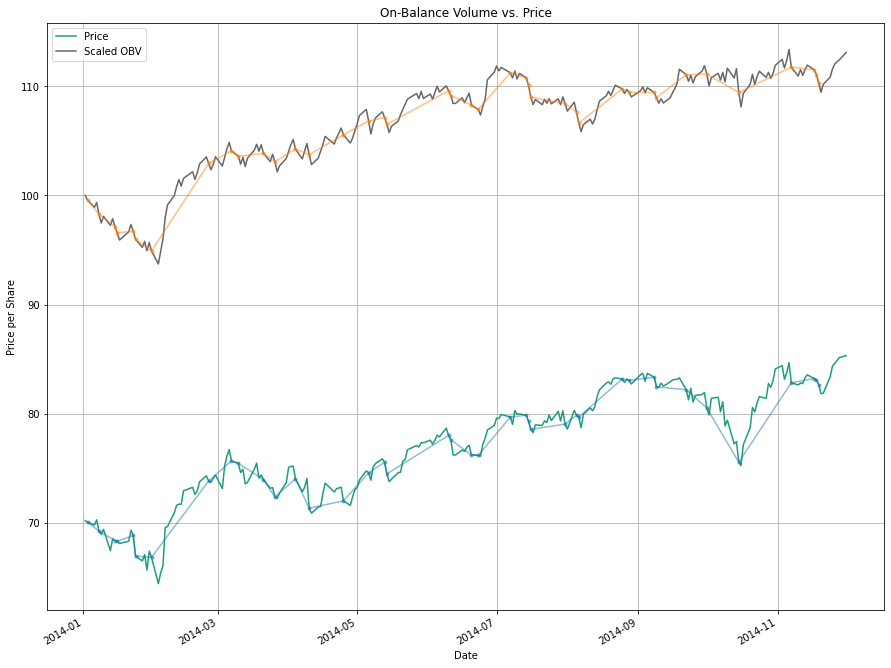 On-Balance Volume vs. Price
Price
Scaled OBV
110
100
90
80
70
Price per Share
2014-01
2014-03
2014-05
2014-07
2014-09
2014-11
Date